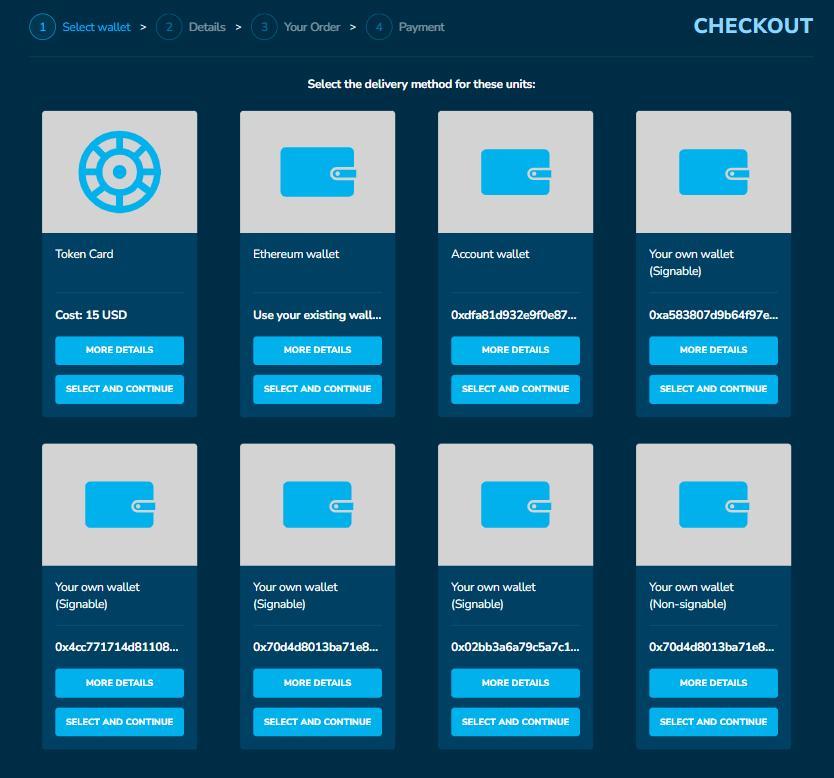 1 Select wallet > 2 Details > 3 Your Order > 4 Payment CHECKOUT
Select the delivery method for these units:
Token Card
Cost: 15 USD
MORE DETAILS
SELECT AND CONTINUE
Ethereum wallet
Use your existing wall...
MORE DETAILS
SELECT AND CONTINUE
Account wallet
0xdfa81d932e9f0e87...
MORE DETAILS
SELECT AND CONTINUE
Your own wallet
(Signable)
0xa583807d9b64f97e...
MORE DETAILS
SELECT AND CONTINUE
Your own wallet
(Signable)
0x4cc771714d81108...
MORE DETAILS
SELECT AND CONTINUE
Your own wallet
(Signable)
0x70d4d8013ba71e8...
MORE DETAILS
SELECT AND CONTINUE
Your own wallet
(Signable)
0x02bb3a6a79c5a7c1...
MORE DETAILS
SELECT AND CONTINUE
Your own wallet
(Non-signable)
0x70d4d8013ba71e8...
MORE DETAILS
SELECT AND CONTINUE